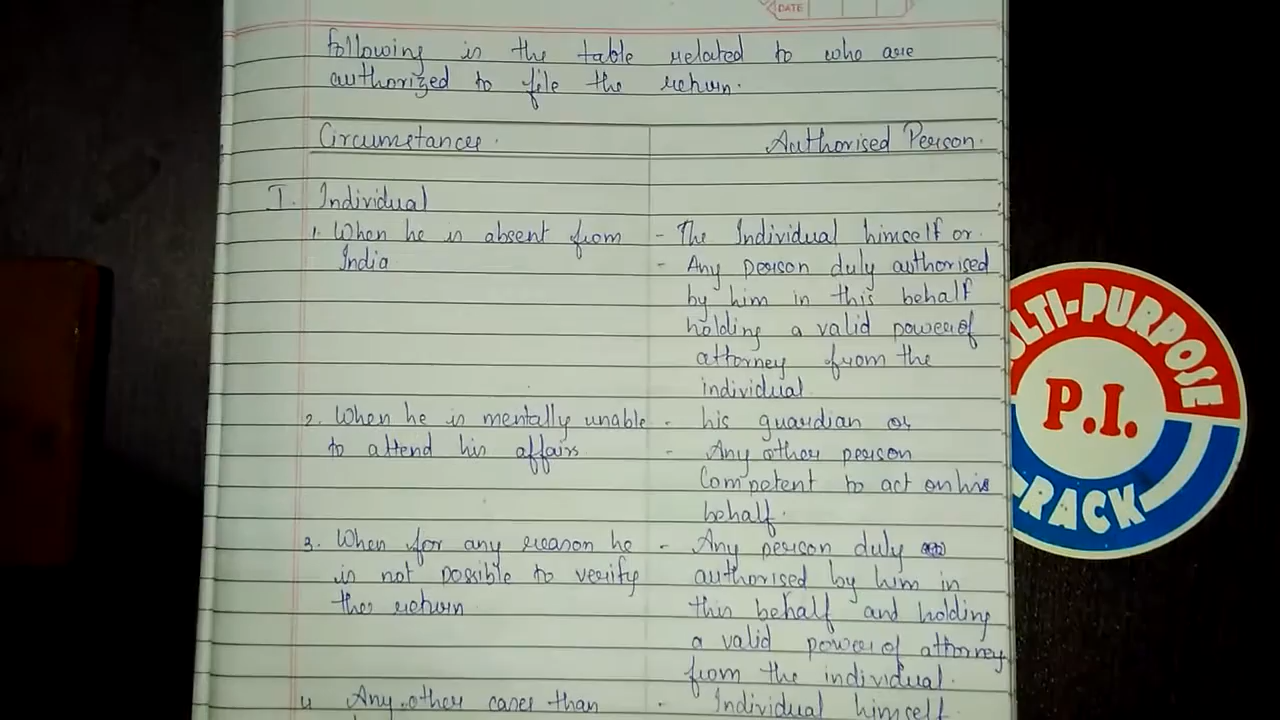 DATE
following is the table related to who are
authorized to file the return.
Circumstances. Authorised Person.
I. Individual
1. When he is absent from - The Individual himself or
India - Any person duly authorised
by him in this behalf
holding a valid power of
attorney from the
individual.
2. When he is mentally unable - his guardian or
to attend his affairs - Any other person
Competent to act on his
behalf.
3. When for any reason he - Any person duly
is not possible to verify authorised by him in
the return this behalf and holding
a valid power of attorney
from the individual.
4 Any other cases than - Individual himself
LTI-PURPOSE
P.I.
RACK